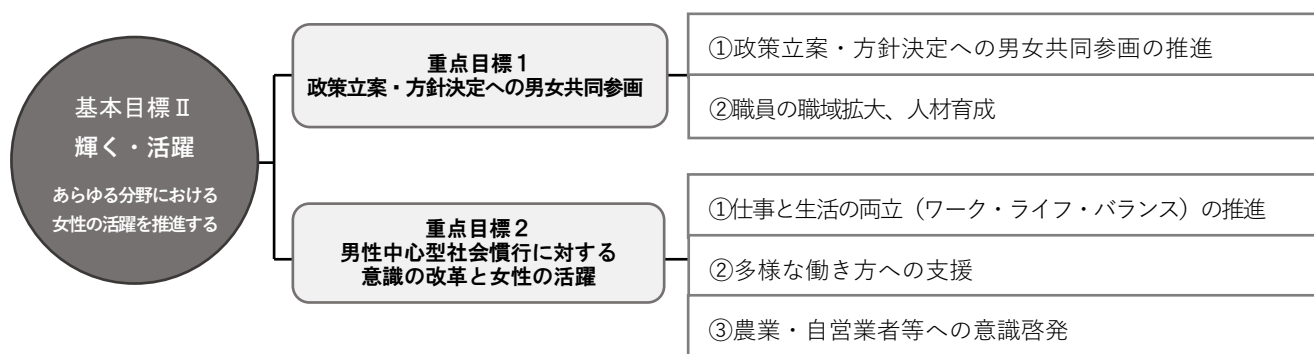 基本目標Ⅱ
輝く・活躍
あらゆる分野における
女性の活躍を推進する
重点目標１
政策立案・方針決定への男女共同参画
①政策立案・方針決定への男女共同参画の推進
②職員の職域拡大、人材育成
重点目標２
男性中心型社会慣行に対する
意識の改革と女性の活躍
①仕事と生活の両立（ワーク・ライフ・バランス）の推進
②多様な働き方への支援
③農業・自営業者等への意識啓発